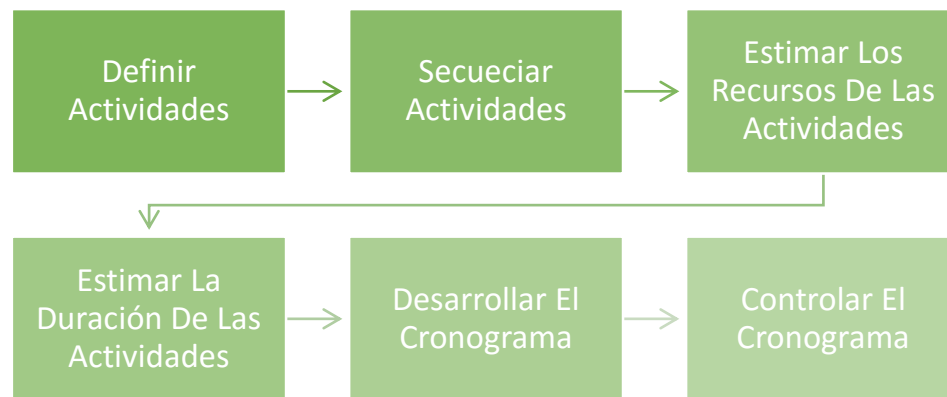 Definir
Actividades
Secueciar
Actividades
Estimar Los
Recursos De Las
Actividades
Estimar La
Duración De Las
Actividades
Desarrollar El
Cronograma
Controlar El
Cronograma